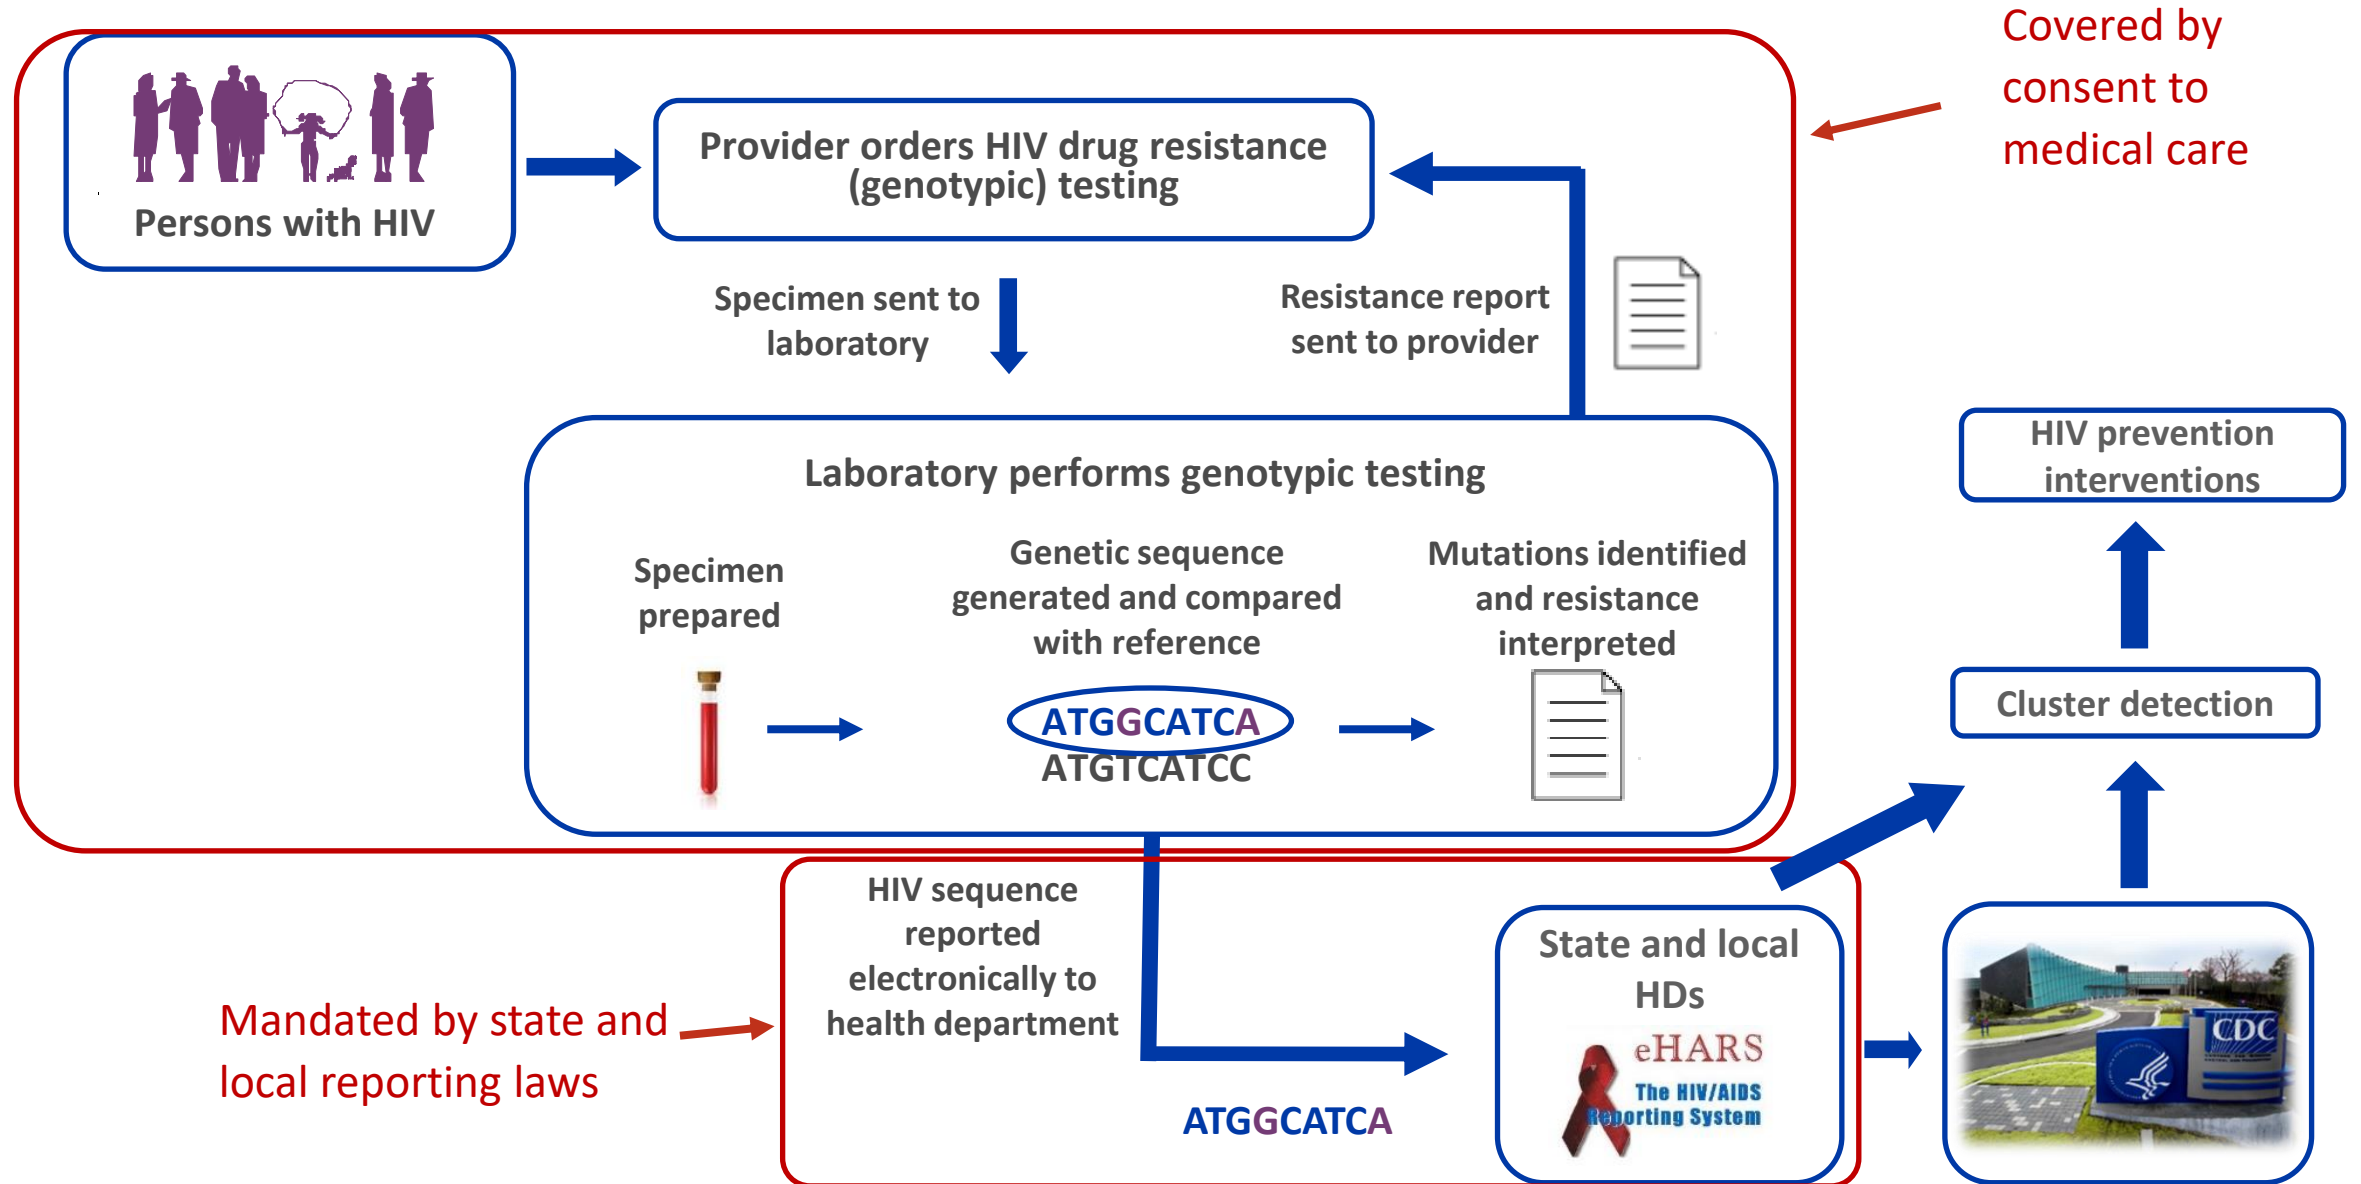 Covered by
consent to
medical care
Persons with HIV
Provider orders HIV drug resistance
(genotypic) testing
Specimen sent to
laboratory
Resistance report
sent to provider
Laboratory performs genotypic testing
Specimen
prepared
Genetic sequence
generated and compared
with reference
ATGGCATCA
ATGTCATCC
Mutations identified
and resistance
interpreted
HIV prevention
interventions
Cluster detection
HIV sequence
reported
electronically to
health department
Mandated by state and
local reporting laws
ATGGCATCA
State and local
HDs
eHARS
The HIV/AIDS
Reporting System
CDC